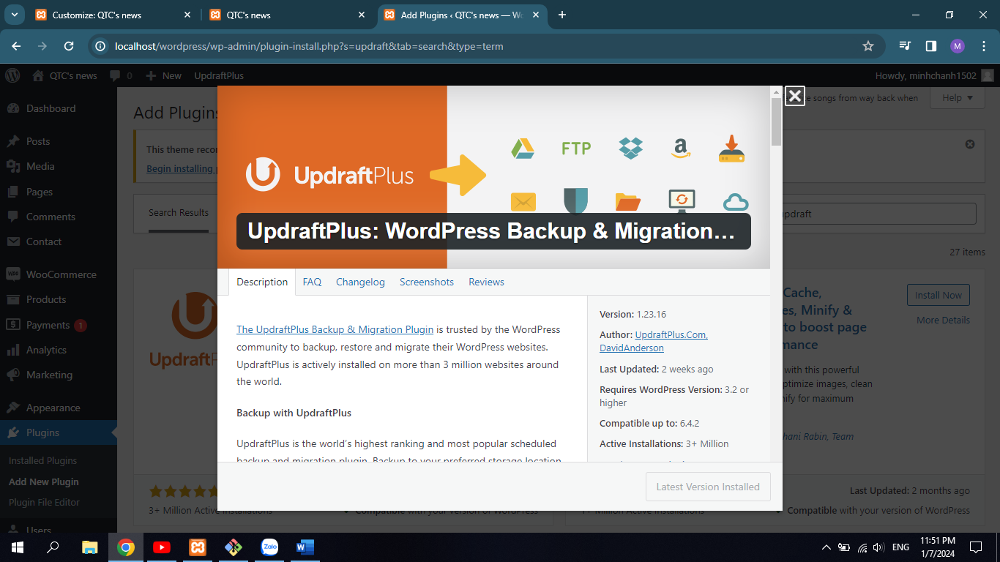 Customize: QTC's news
QTC's news
Add Plugins ‹ QTC's news — Wo
localhost/wordpress/wp-admin/plugin-install.php?s=updraft&tab=search&type=term
M
QTC's news
0
New
UpdraftPlus
Howdy, minhchanh1502
Dashboard
Posts
Media
Pages
Comments
Contact
WooCommerce
Products
Payments 1
Analytics
Marketing
Appearance
Plugins
Installed Plugins
Add New Plugin
Plugin File Editor
Users
Add Plugins
songs from way back when
Help
This theme recor
Begin installing p
Search Results
updraft
27 items
UpdraftP
Cache,
es, Minify &
to boost page
mance
Install Now
More Details
with this powerful
ptimize images, clean
nify for maximum
hani Rabin, Team
3+ Million Active Installations
Compatible with your version of WordPress
Last Updated: 2 months ago
1+ Million Active Installations
Compatible with your version of WordPress
FTP
a
UpdraftPlus
UpdraftPlus: WordPress Backup & Migration…
Description
FAQ
Changelog
Screenshots
Reviews
The UpdraftPlus Backup & Migration Plugin is trusted by the WordPress
community to backup, restore and migrate their WordPress websites.
UpdraftPlus is actively installed on more than 3 million websites around
the world.
Backup with UpdraftPlus
UpdraftPlus is the world's highest ranking and most popular scheduled
backup and migration plugin. Backup to your preferred storage location
Version: 1.23.16
Author: UpdraftPlus.Com,
DavidAnderson
Last Updated: 2 weeks ago
Requires WordPress Version: 3.2 or
higher
Compatible up to: 6.4.2
Active Installations: 3+ Million
Latest Version Installed
Zalo
W
ENG
11:51 PM
1/7/2024